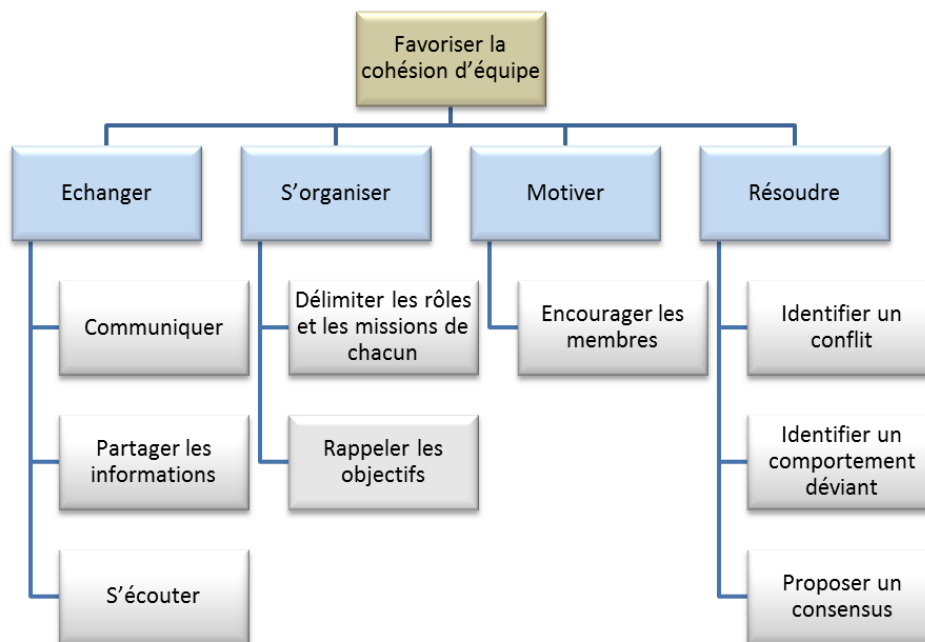 Favoriser la
cohésion d’équipe
Echanger
S’organiser
Motiver
Résoudre
Communiquer
Délimiter les rôles
et les missions de
chacun
Encourager les
membres
Identifier un
conflit
Partager les
informations
Rappeler les
objectifs
Identifier un
comportement
déviant
S’écouter
Proposer un
consensus